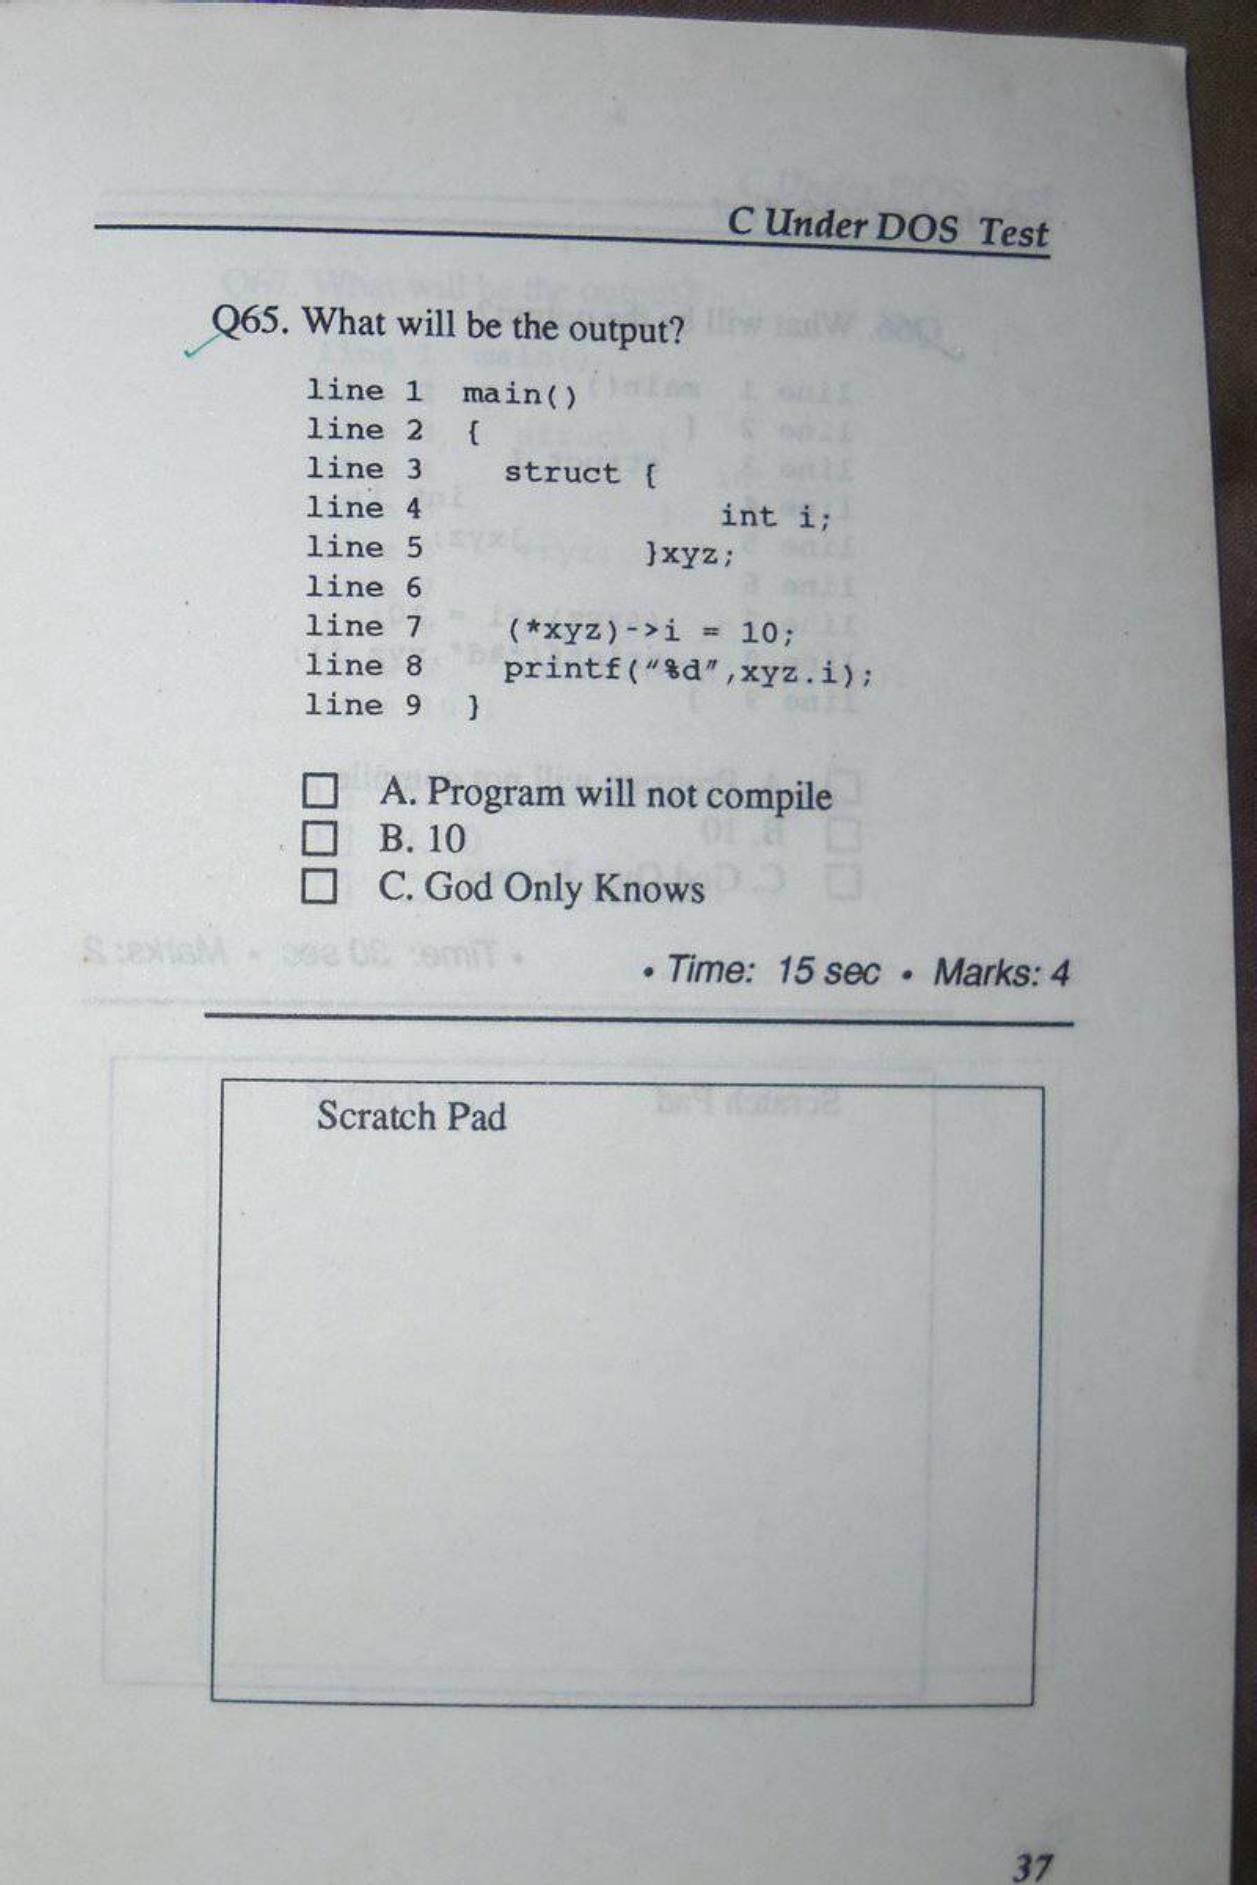 C Under DOS Test
Q65. What will be the output?
line 1 main()
line 2 {
line 3 struct {
line 4 int i;
line 5 }xyz;
line 6
line 7 (*xyz)->i = 10;
line 8 printf("%d",xyz.i);
line 9 }
A. Program will not compile
B. 10
C. God Only Knows
• Time: 15 sec • Marks: 4
Scratch Pad
37